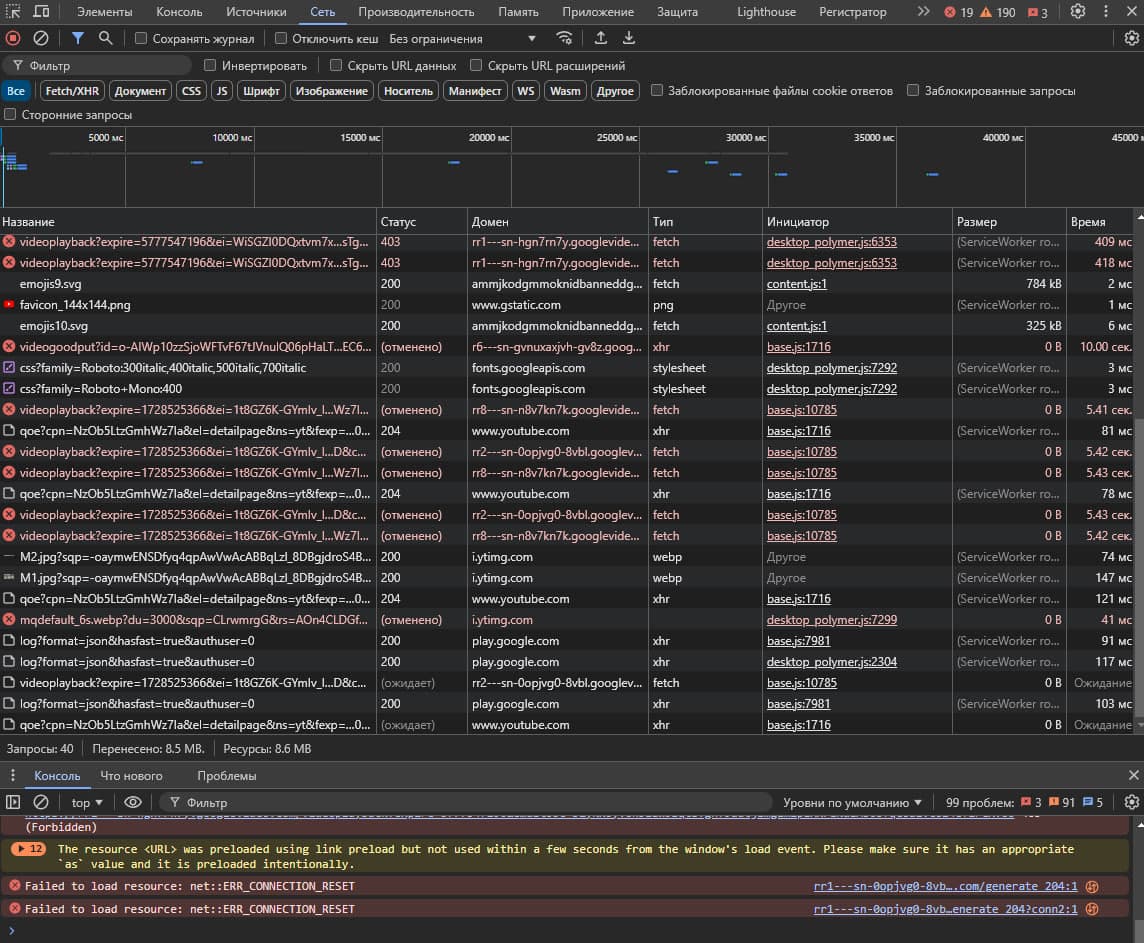 Элементы Консоль Источники Сеть Производительность Память Приложение Защита Lighthouse Регистратор 19 190 3
Сохранять журнал Отключить кеш Без ограничения
Фильтр Инвертировать Скрыть URL данных Скрыть URL расширений
Все Fetch/XHR Документ CSS JS Шрифт Изображение Носитель Манифест WS Wasm Другое Заблокированные файлы cookie ответов Заблокированные запросы
Сторонние запросы
5000 мс 10000 мс 15000 мс 20000 мс 25000 мс 30000 мс 35000 мс 40000 мс 45000
Название Статус Домен Тип Инициатор Размер Время
videoplayback?expire=5777547196&ei=WiSGZI0DQxtvm7x...sTg... 403 rr1---sn-hgn7rn7y.googlevide... fetch desktop_polymer.js:6353 (ServiceWorker ro... 409 мс
videoplayback?expire=5777547196&ei=WiSGZI0DQxtvm7x...sTg... 403 rr1---sn-hgn7rn7y.googlevide... fetch desktop_polymer.js:6353 (ServiceWorker ro... 418 мс
emojis9.svg 200 ammjkodgmmoknidbanneddg... fetch content.js:1 784 kB 2 мс
favicon_144x144.png 200 www.gstatic.com png Другое (ServiceWorker ro... 1 мс
emojis10.svg 200 ammjkodgmmoknidbanneddg... fetch content.js:1 325 kB 6 мс
videogoodput?id=o-AIWp10zzSjoWFTvF67tJVnulQ06pHaLT...EC6... (отменено) r6---sn-gvnuxaxjvh-gv8z.goog... xhr base.js:1716 0 B 10.00 сек.
css?family=Roboto:300italic,400italic,500italic,700italic 200 fonts.googleapis.com stylesheet desktop_polymer.js:7292 (ServiceWorker ro... 3 мс
css?family=Roboto+Mono:400 200 fonts.googleapis.com stylesheet desktop_polymer.js:7292 (ServiceWorker ro... 3 мс
videoplayback?expire=1728525366&ei=1t8GZ6K-GYmIv_I...Wz7I... (отменено) rr8---sn-n8v7kn7k.googlevide... fetch base.js:10785 0 B 5.41 сек.
qoe?cpn=NzOb5LtzGmhWz7Ia&el=detailpage&ns=yt&fexp=...0... 204 www.youtube.com xhr base.js:1716 (ServiceWorker ro... 81 мс
videoplayback?expire=1728525366&ei=1t8GZ6K-GYmIv_I...D&c... (отменено) rr2---sn-0opjvg0-8vbl.googlev... fetch base.js:10785 0 B 5.42 сек.
videoplayback?expire=1728525366&ei=1t8GZ6K-GYmIv_I...Wz7I... (отменено) rr8---sn-n8v7kn7k.googlevide... fetch base.js:10785 0 B 5.43 сек.
qoe?cpn=NzOb5LtzGmhWz7Ia&el=detailpage&ns=yt&fexp=...0... 204 www.youtube.com xhr base.js:1716 (ServiceWorker ro... 78 мс
videoplayback?expire=1728525366&ei=1t8GZ6K-GYmIv_I...D&c... (отменено) rr2---sn-0opjvg0-8vbl.googlev... fetch base.js:10785 0 B 5.43 сек.
videoplayback?expire=1728525366&ei=1t8GZ6K-GYmIv_I...Wz7I... (отменено) rr8---sn-n8v7kn7k.googlevide... fetch base.js:10785 0 B 5.42 сек.
M2.jpg?sqp=-oaymwENSDfyq4qpAwVwAcABBqLzl_8DBgjdroS4B... 200 i.ytimg.com webp Другое (ServiceWorker ro... 74 мс
M1.jpg?sqp=-oaymwENSDfyq4qpAwVwAcABBqLzl_8DBgjdroS4B... 200 i.ytimg.com webp Другое (ServiceWorker ro... 147 мс
qoe?cpn=NzOb5LtzGmhWz7Ia&el=detailpage&ns=yt&fexp=...0... 204 www.youtube.com xhr base.js:1716 (ServiceWorker ro... 121 мс
mqdefault_6s.webp?du=3000&sqp=CLrwmrgG&rs=AOn4CLDGf... (отменено) i.ytimg.com desktop_polymer.js:7299 0 B 41 мс
log?format=json&hasfast=true&authuser=0 200 play.google.com xhr base.js:7981 (ServiceWorker ro... 91 мс
log?format=json&hasfast=true&authuser=0 200 play.google.com xhr desktop_polymer.js:2304 (ServiceWorker ro... 117 мс
videoplayback?expire=1728525366&ei=1t8GZ6K-GYmIv_I...D&c... (ожидает) rr2---sn-0opjvg0-8vbl.googlev... fetch base.js:10785 0 B Ожидание
log?format=json&hasfast=true&authuser=0 200 play.google.com xhr base.js:7981 (ServiceWorker ro... 103 мс
qoe?cpn=NzOb5LtzGmhWz7Ia&el=detailpage&ns=yt&fexp=...0... (ожидает) www.youtube.com xhr base.js:1716 0 B Ожидание
Запросы: 40 Перенесено: 8.5 MB. Ресурсы: 8.6 MB
Консоль Что нового Проблемы
top Фильтр Уровни по умолчанию 99 проблем: 3 91 5
(Forbidden)
12 The resource <URL> was preloaded using link preload but not used within a few seconds from the window's load event. Please make sure it has an appropriate
`as` value and it is preloaded intentionally.
Failed to load resource: net::ERR_CONNECTION_RESET rr1---sn-0opjvg0-8vb….com/generate_204:1
Failed to load resource: net::ERR_CONNECTION_RESET rr1---sn-0opjvg0-8vb…enerate_204?conn2:1